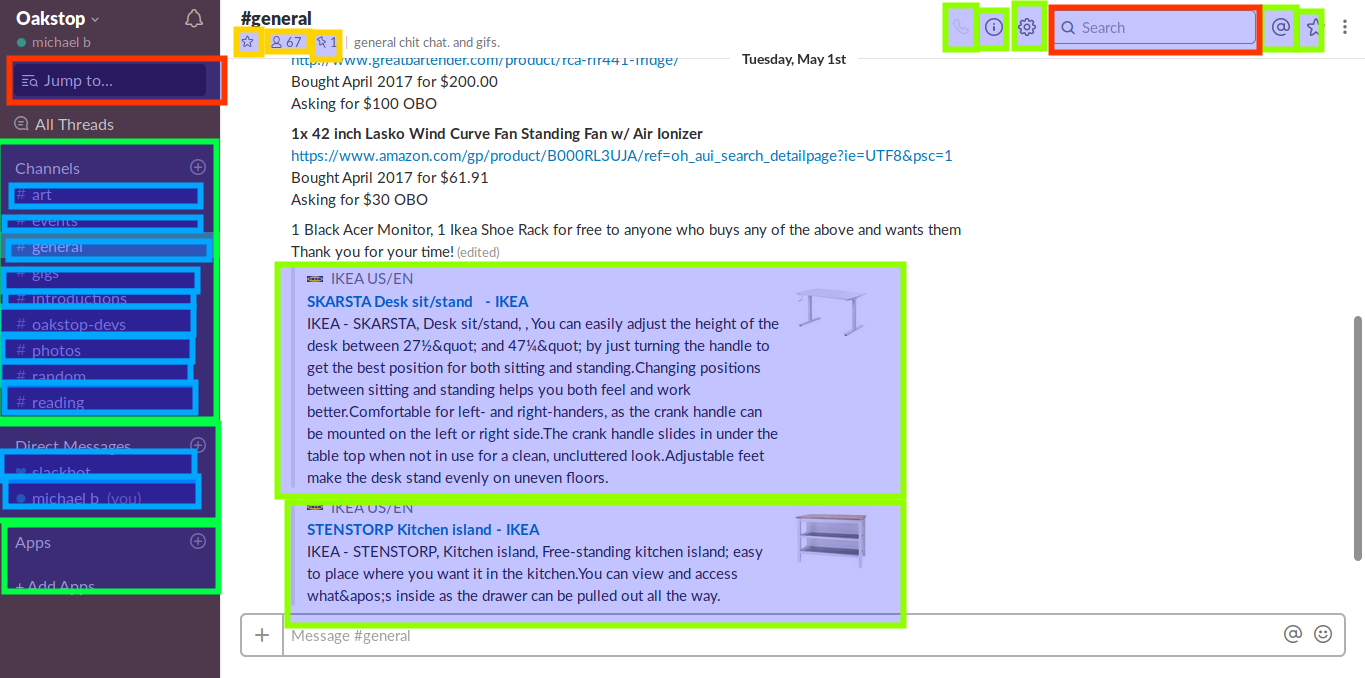 Oakstop
michael b
Jump to...
All Threads
Channels
# art
# events
# general
# gigs
# introductions
# oakstop-devs
# photos
# random
# reading
Direct Messages
slackbot
michael b (you)
Apps
+ Add Apps
#general
67
1
general chit chat. and gifs.
Search
http://www.greatbartender.com/product/rca-rfr441-fridge/
Tuesday, May 1st
Bought April 2017 for $200.00
Asking for $100 OBO
1x 42 inch Lasko Wind Curve Fan Standing Fan w/ Air Ionizer
https://www.amazon.com/gp/product/B000RL3UJA/ref=oh_aui_search_detailpage?ie=UTF8&psc=1
Bought April 2017 for $61.91
Asking for $30 OBO
1 Black Acer Monitor, 1 Ikea Shoe Rack for free to anyone who buys any of the above and wants them
Thank you for your time! (edited)
IKEA US/EN
SKARSTA Desk sit/stand - IKEA
IKEA - SKARSTA, Desk sit/stand, , You can easily adjust the height of the
desk between 27½&quot; and 47¼&quot; by just turning the handle to
get the best position for both sitting and standing.Changing positions
between sitting and standing helps you both feel and work
better.Comfortable for left- and right-handers, as the crank handle can
be mounted on the left or right side.The crank handle slides in under the
table top when not in use for a clean, uncluttered look.Adjustable feet
make the desk stand evenly on uneven floors.
IKEA US/EN
STENSTORP Kitchen island - IKEA
IKEA - STENSTORP, Kitchen island, Free-standing kitchen island; easy
to place where you want it in the kitchen.You can view and access
what&apos;s inside as the drawer can be pulled out all the way.
Message #general